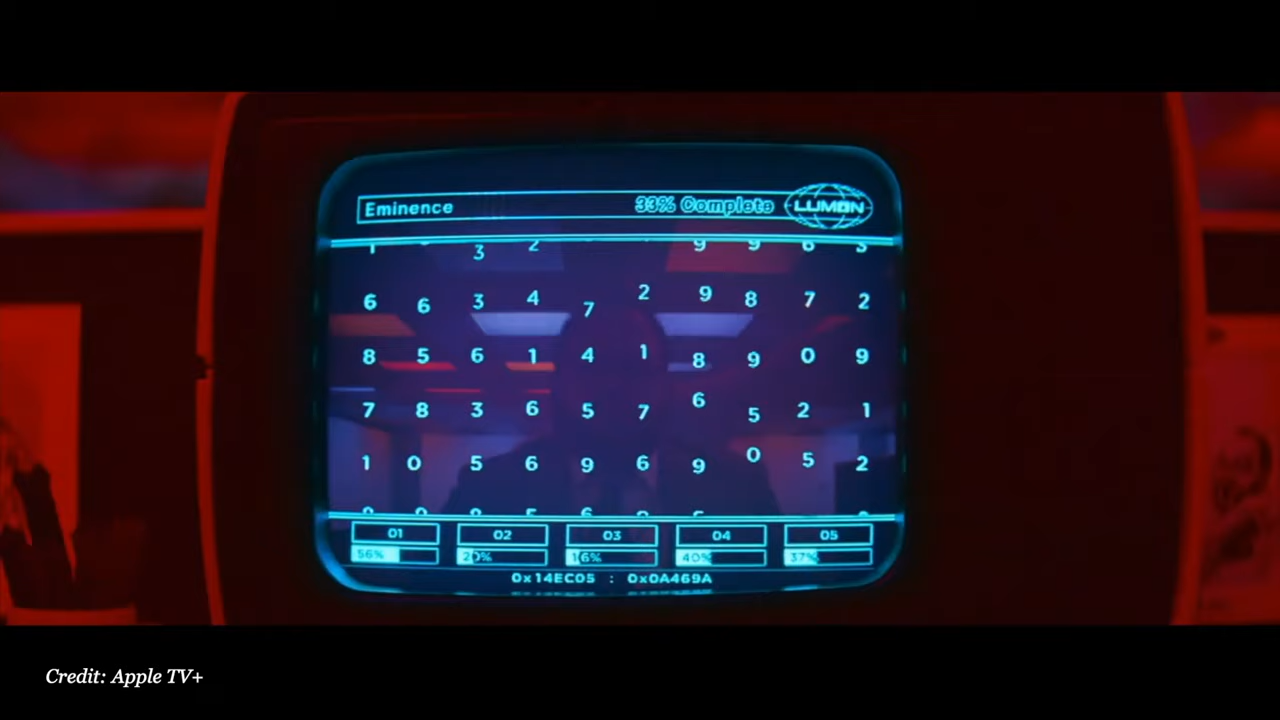 Eminence 33% Complete LUMON
3 2 9 9 6
6 6 3 4 7 2 9 8 7 2
8 5 6 1 4 1 8 9 0 9
7 8 3 6 5 7 6 5 2 1
1 0 5 6 9 6 9 0 5 2
01 02 03 04 05
56% 20% 16% 40% 37%
0x14EC05 : 0x0A469A
Credit: Apple TV+